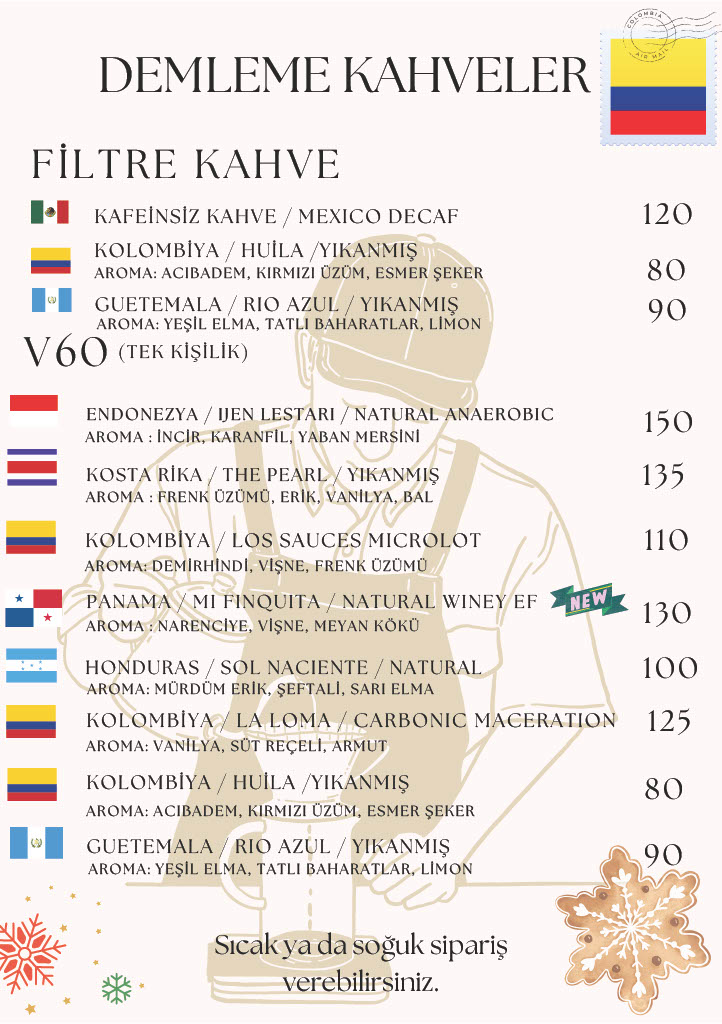 COLOMBIA
AIR MAIL
DEMLEME KAHVELER
FİLTRE KAHVE
KAFEİNSİZ KAHVE / MEXICO DECAF 120
KOLOMBİYA / HUİLA /YIKANMIŞ
AROMA: ACIBADEM, KIRMIZI ÜZÜM, ESMER ŞEKER 80
GUETEMALA / RIO AZUL / YIKANMIŞ 90
AROMA: YEŞİL ELMA, TATLI BAHARATLAR, LİMON
V60 (TEK KİŞİLİK)
ENDONEZYA / IJEN LESTARI / NATURAL ANAEROBIC 150
AROMA : İNCİR, KARANFİL, YABAN MERSİNİ
KOSTA RİKA / THE PEARL / YIKANMIŞ 135
AROMA : FRENK ÜZÜMÜ, ERİK, VANİLYA, BAL
KOLOMBİYA / LOS SAUCES MICROLOT 110
AROMA: DEMİRHİNDİ, VİŞNE, FRENK ÜZÜMÜ
PANAMA / MI FINQUITA / NATURAL WINEY EF NEW 130
AROMA : NARENCİYE, VİŞNE, MEYAN KÖKÜ
HONDURAS / SOL NACIENTE / NATURAL 100
AROMA: MÜRDÜM ERİK, ŞEFTALİ, SARI ELMA
KOLOMBİYA / LA LOMA / CARBONIC MACERATION 125
AROMA: VANİLYA, SÜT REÇELİ, ARMUT
KOLOMBİYA / HUİLA /YIKANMIŞ 80
AROMA: ACIBADEM, KIRMIZI ÜZÜM, ESMER ŞEKER
GUETEMALA / RIO AZUL / YIKANMIŞ 90
AROMA: YEŞİL ELMA, TATLI BAHARATLAR, LİMON
Sıcak ya da soğuk sipariş
verebilirsiniz.